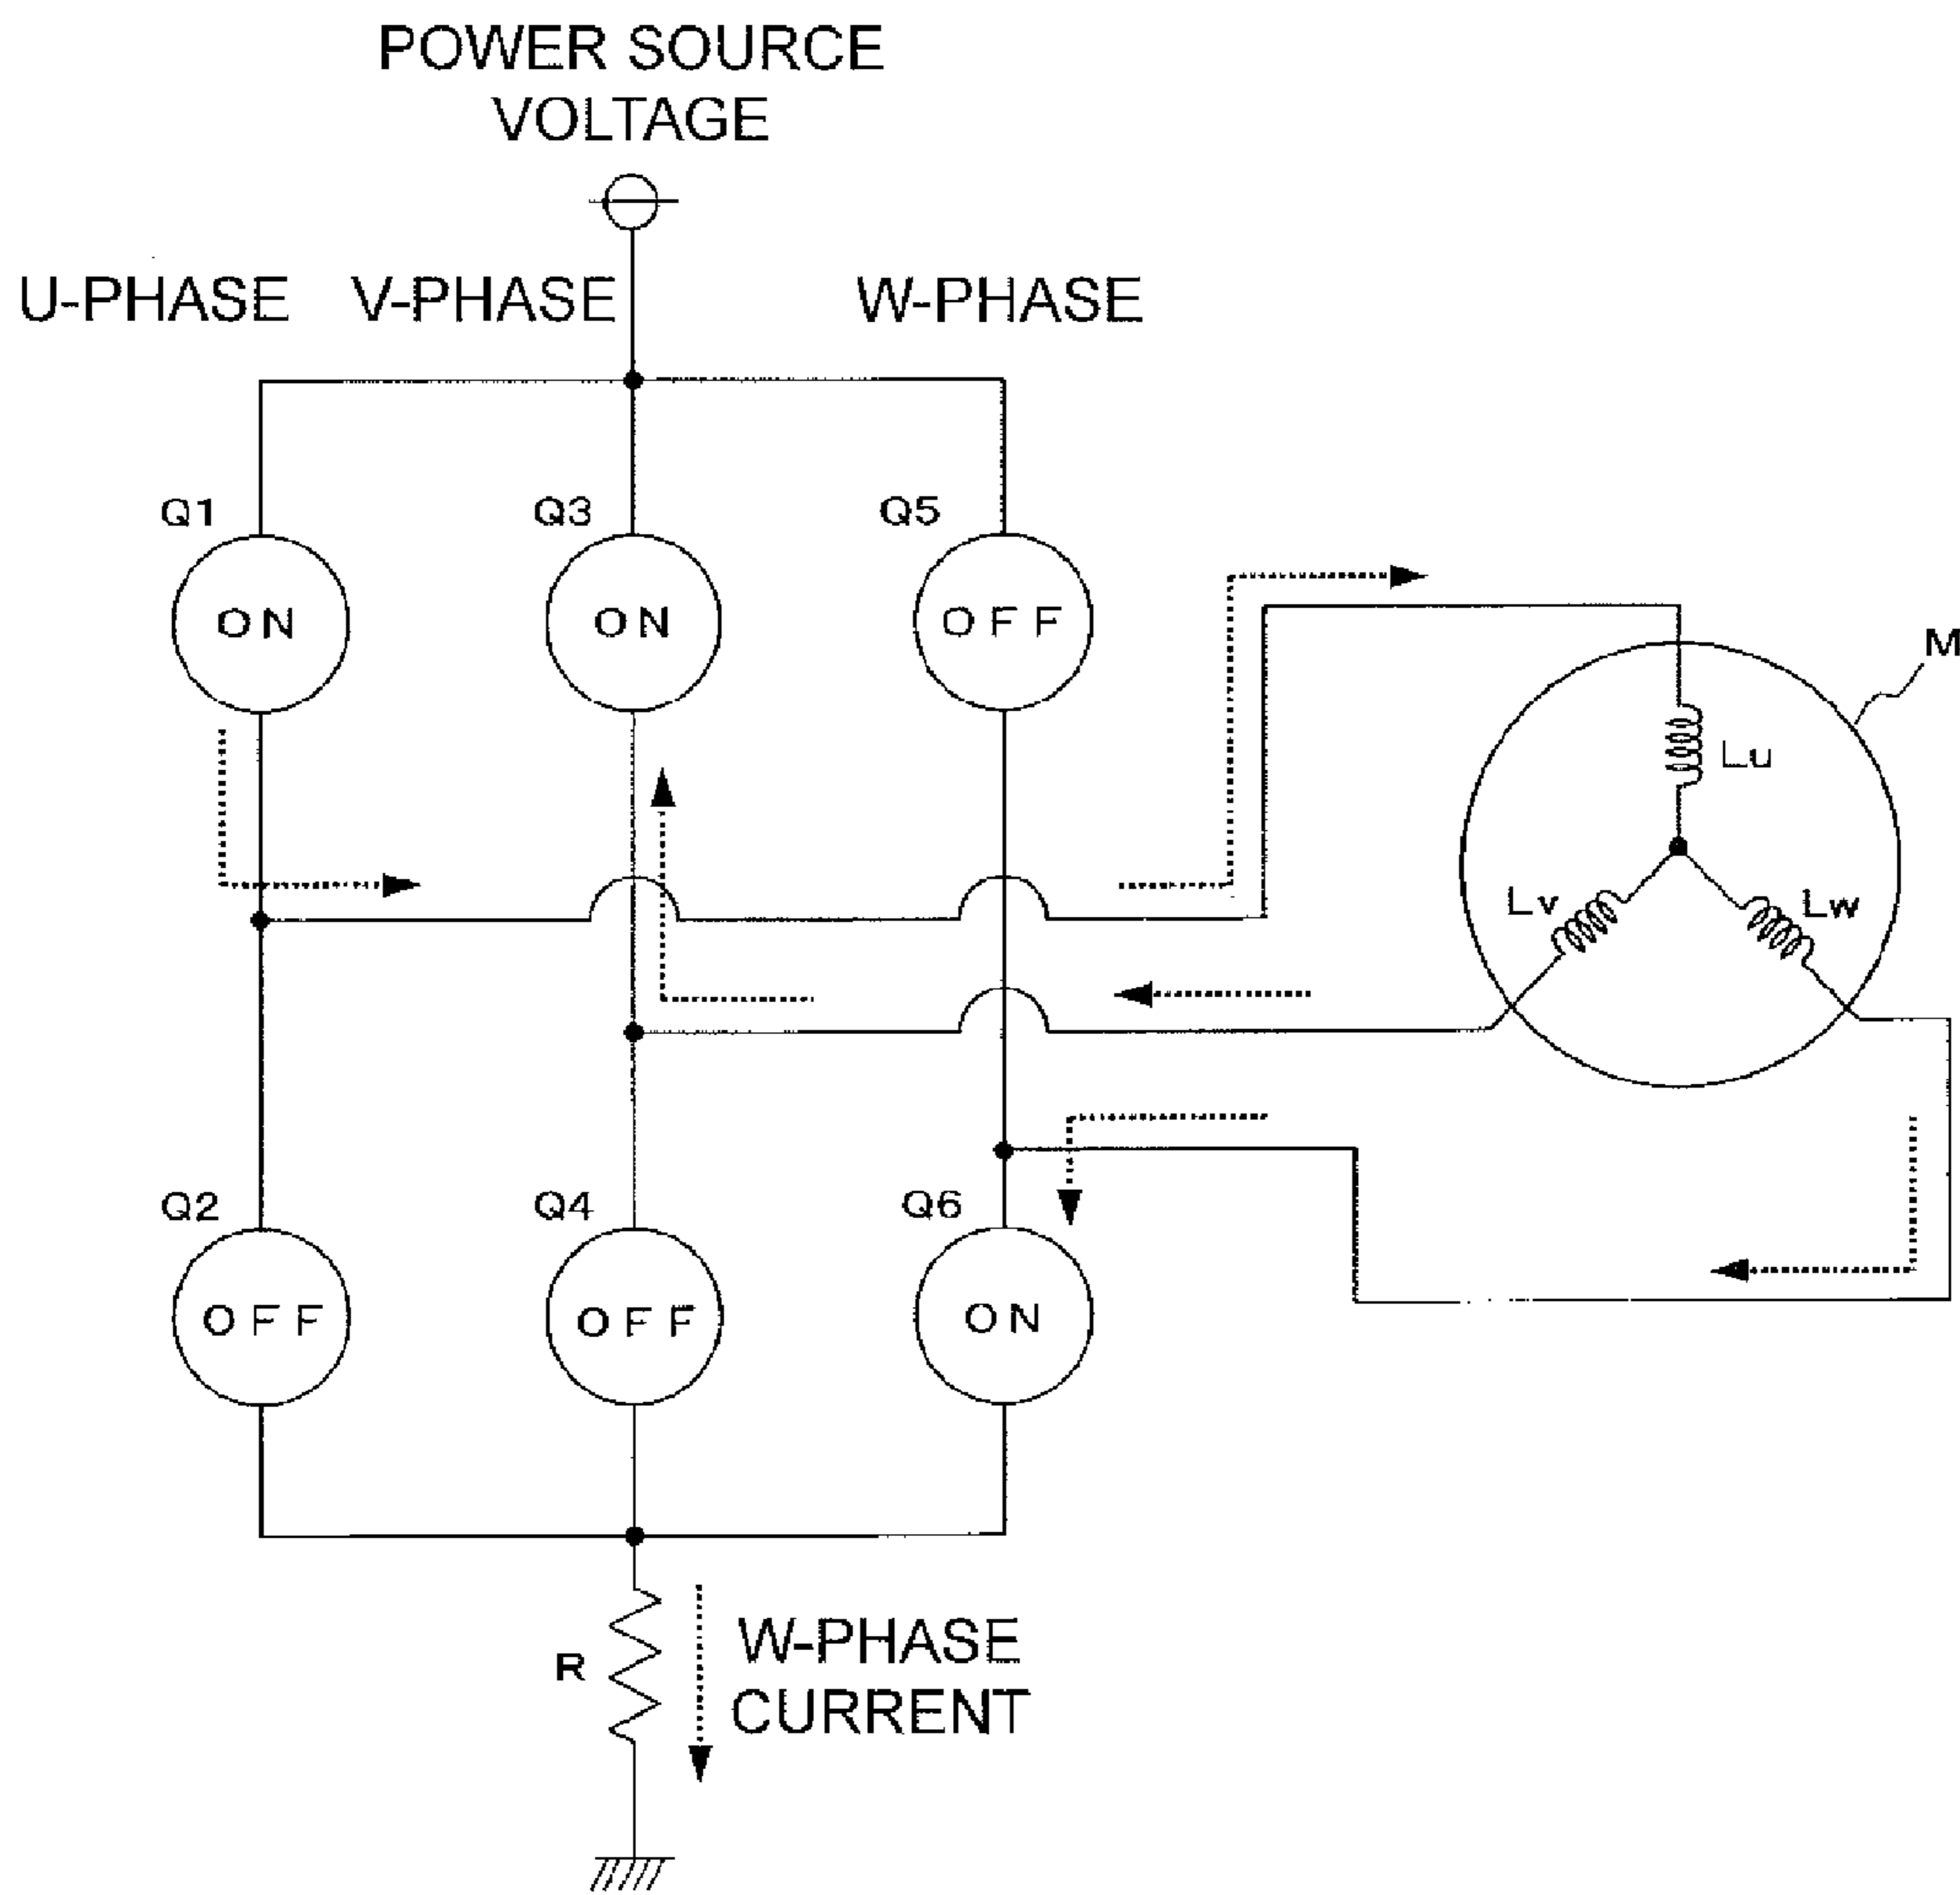 POWER SOURCE
VOLTAGE
U-PHASE V-PHASE W-PHASE
Q1 Q3 Q5
ON ON OFF
M
Lu
Lv Lw
Q2 Q4 Q6
OFF OFF ON
R
W-PHASE
CURRENT